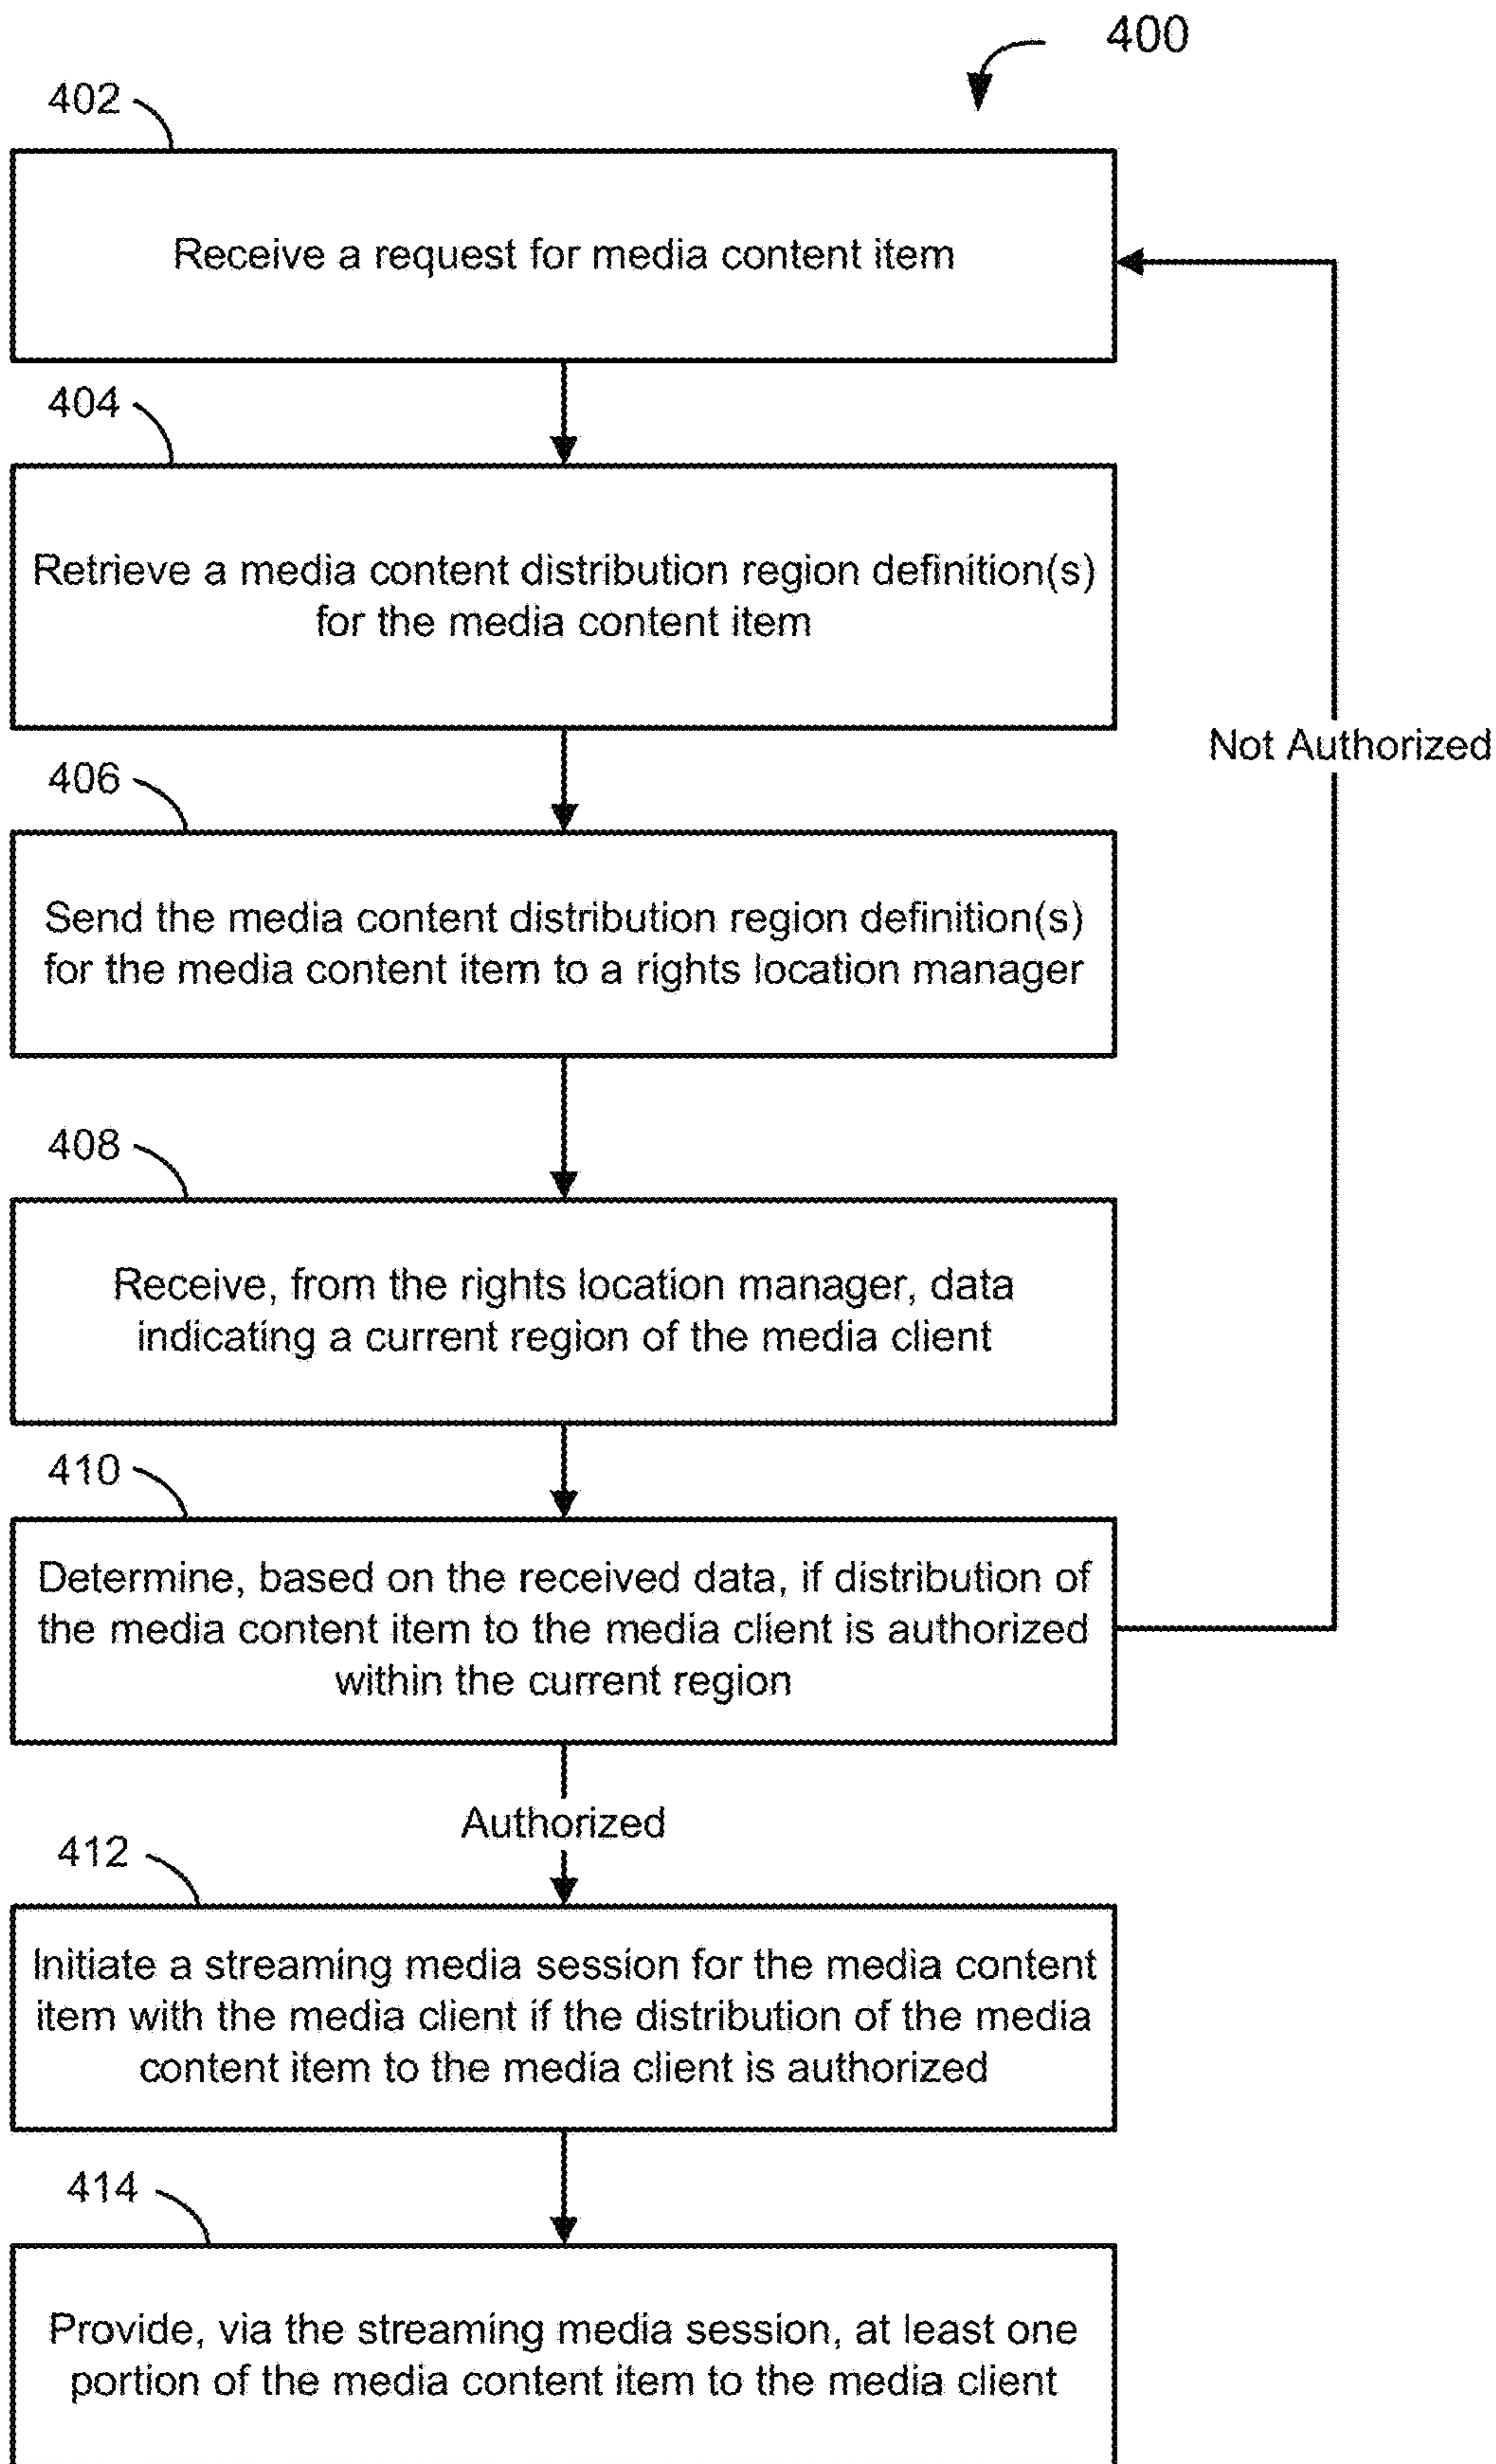 400
402
Receive a request for media content item
404
Retrieve a media content distribution region definition(s)
for the media content item
Not Authorized
406
Send the media content distribution region definition(s)
for the media content item to a rights location manager
408
Receive, from the rights location manager, data
indicating a current region of the media client
410
Determine, based on the received data, if distribution of
the media content item to the media client is authorized
within the current region
Authorized
412
Initiate a streaming media session for the media content
item with the media client if the distribution of the media
content item to the media client is authorized
414
Provide, via the streaming media session, at least one
portion of the media content item to the media client